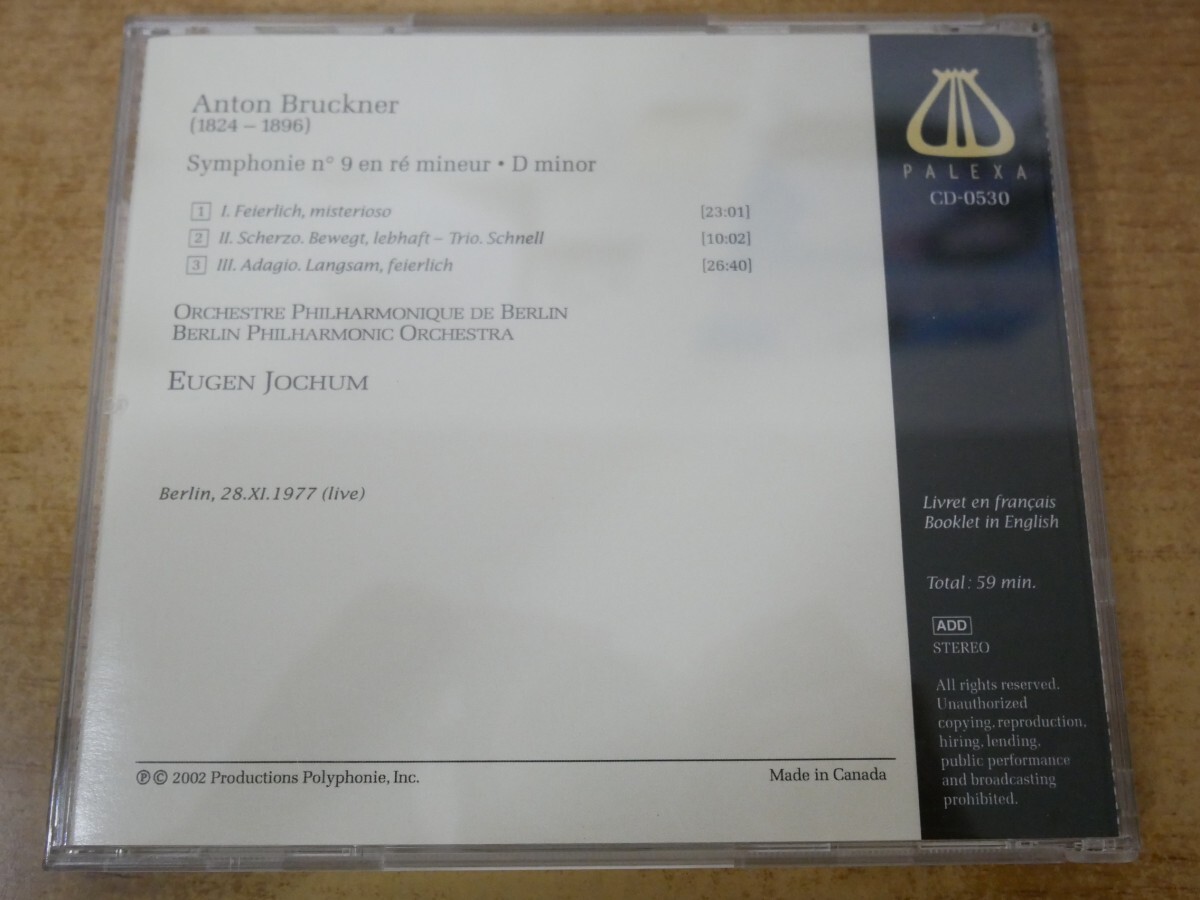 Anton Bruckner
(1824 – 1896)
Symphonie n° 9 en ré mineur • D minor
1 I. Feierlich, misterioso [23:01]
2 II. Scherzo. Bewegt, lebhaft – Trio. Schnell [10:02]
3 III. Adagio. Langsam, feierlich [26:40]
ORCHESTRE PHILHARMONIQUE DE BERLIN
BERLIN PHILHARMONIC ORCHESTRA
EUGEN JOCHUM
Berlin, 28.XI.1977 (live)
℗ © 2002 Productions Polyphonie, Inc.
Made in Canada
PALEXA
CD-0530
Livret en français
Booklet in English
Total : 59 min.
ADD
STEREO
All rights reserved.
Unauthorized
copying, reproduction,
hiring, lending,
public performance
and broadcasting
prohibited.